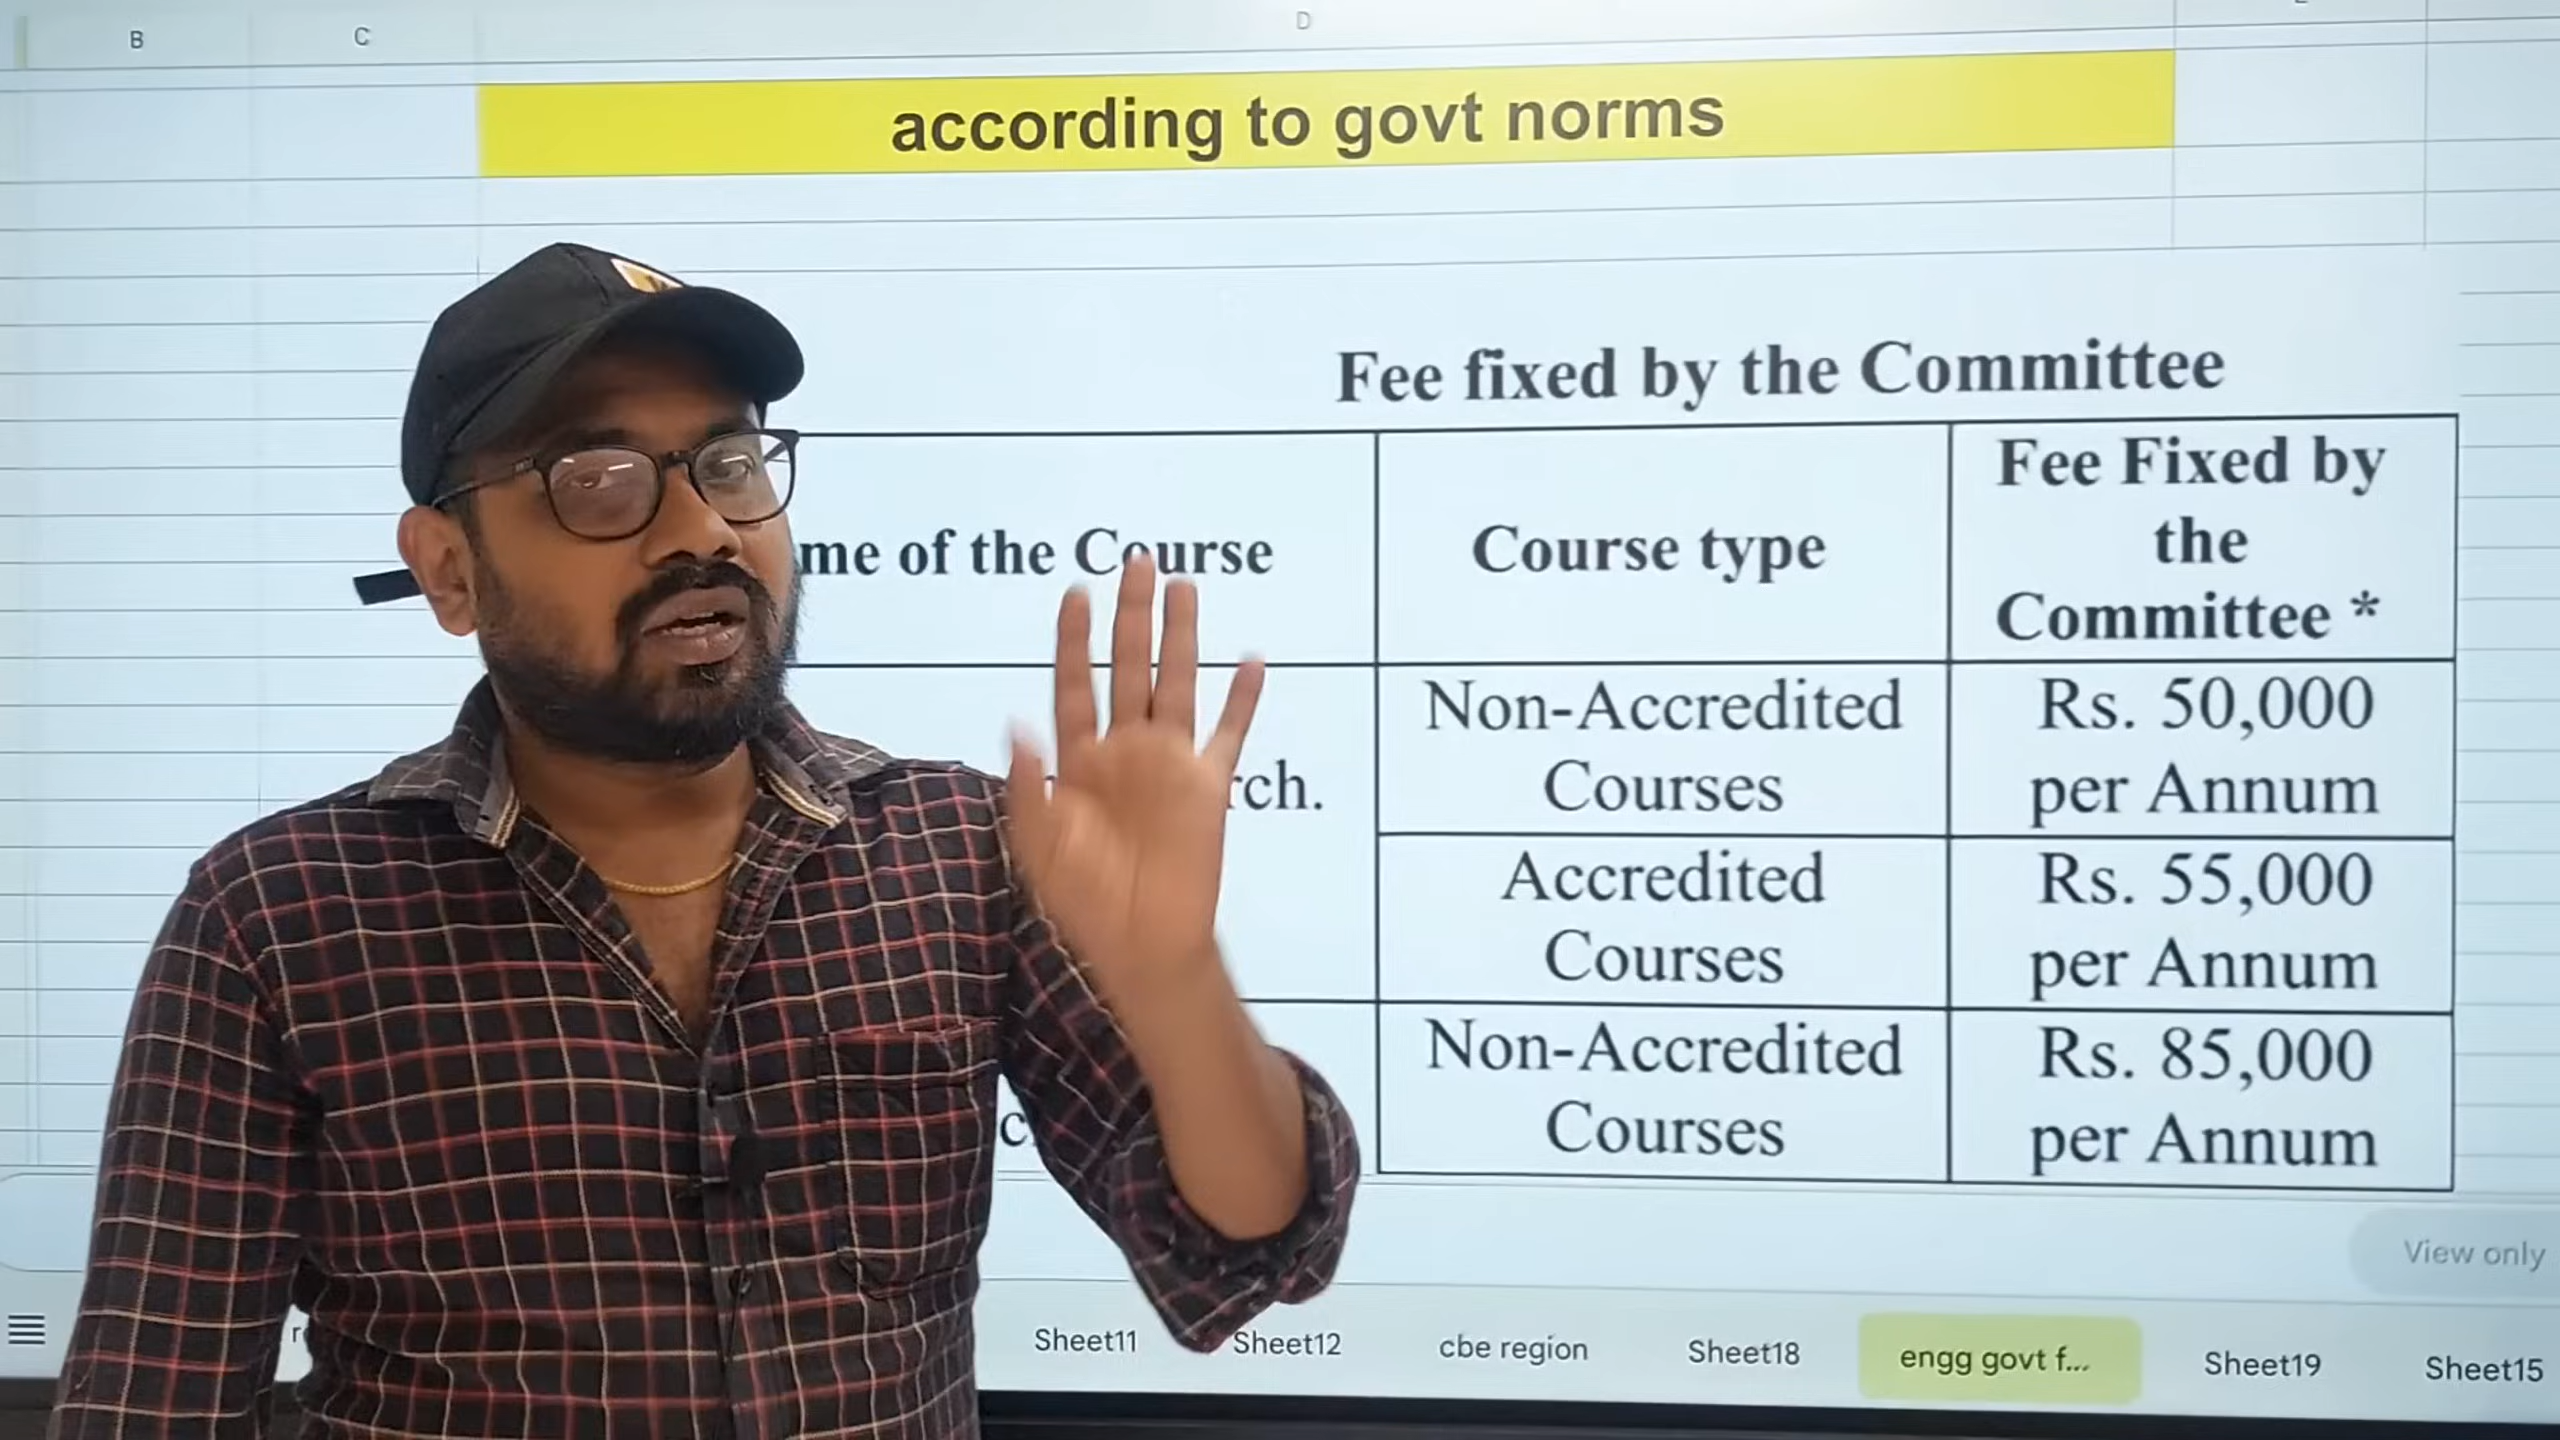 B C D
according to govt norms
Fee fixed by the Committee
me of the Course
Course type
Fee Fixed by
the
Committee *
rch.
Non-Accredited
Courses
Rs. 50,000
per Annum
Accredited
Courses
Rs. 55,000
per Annum
Non-Accredited
Courses
Rs. 85,000
per Annum
View only
Sheet11 Sheet12 cbe region Sheet18 engg govt f... Sheet19 Sheet15